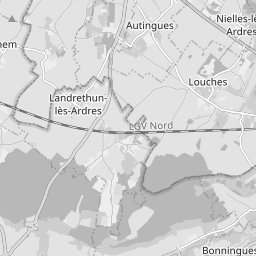 Nielles-lè
Ardres
Autingues
hem
Louches
Landrethun-
lès-Ardres
LGV Nord
Bonningues